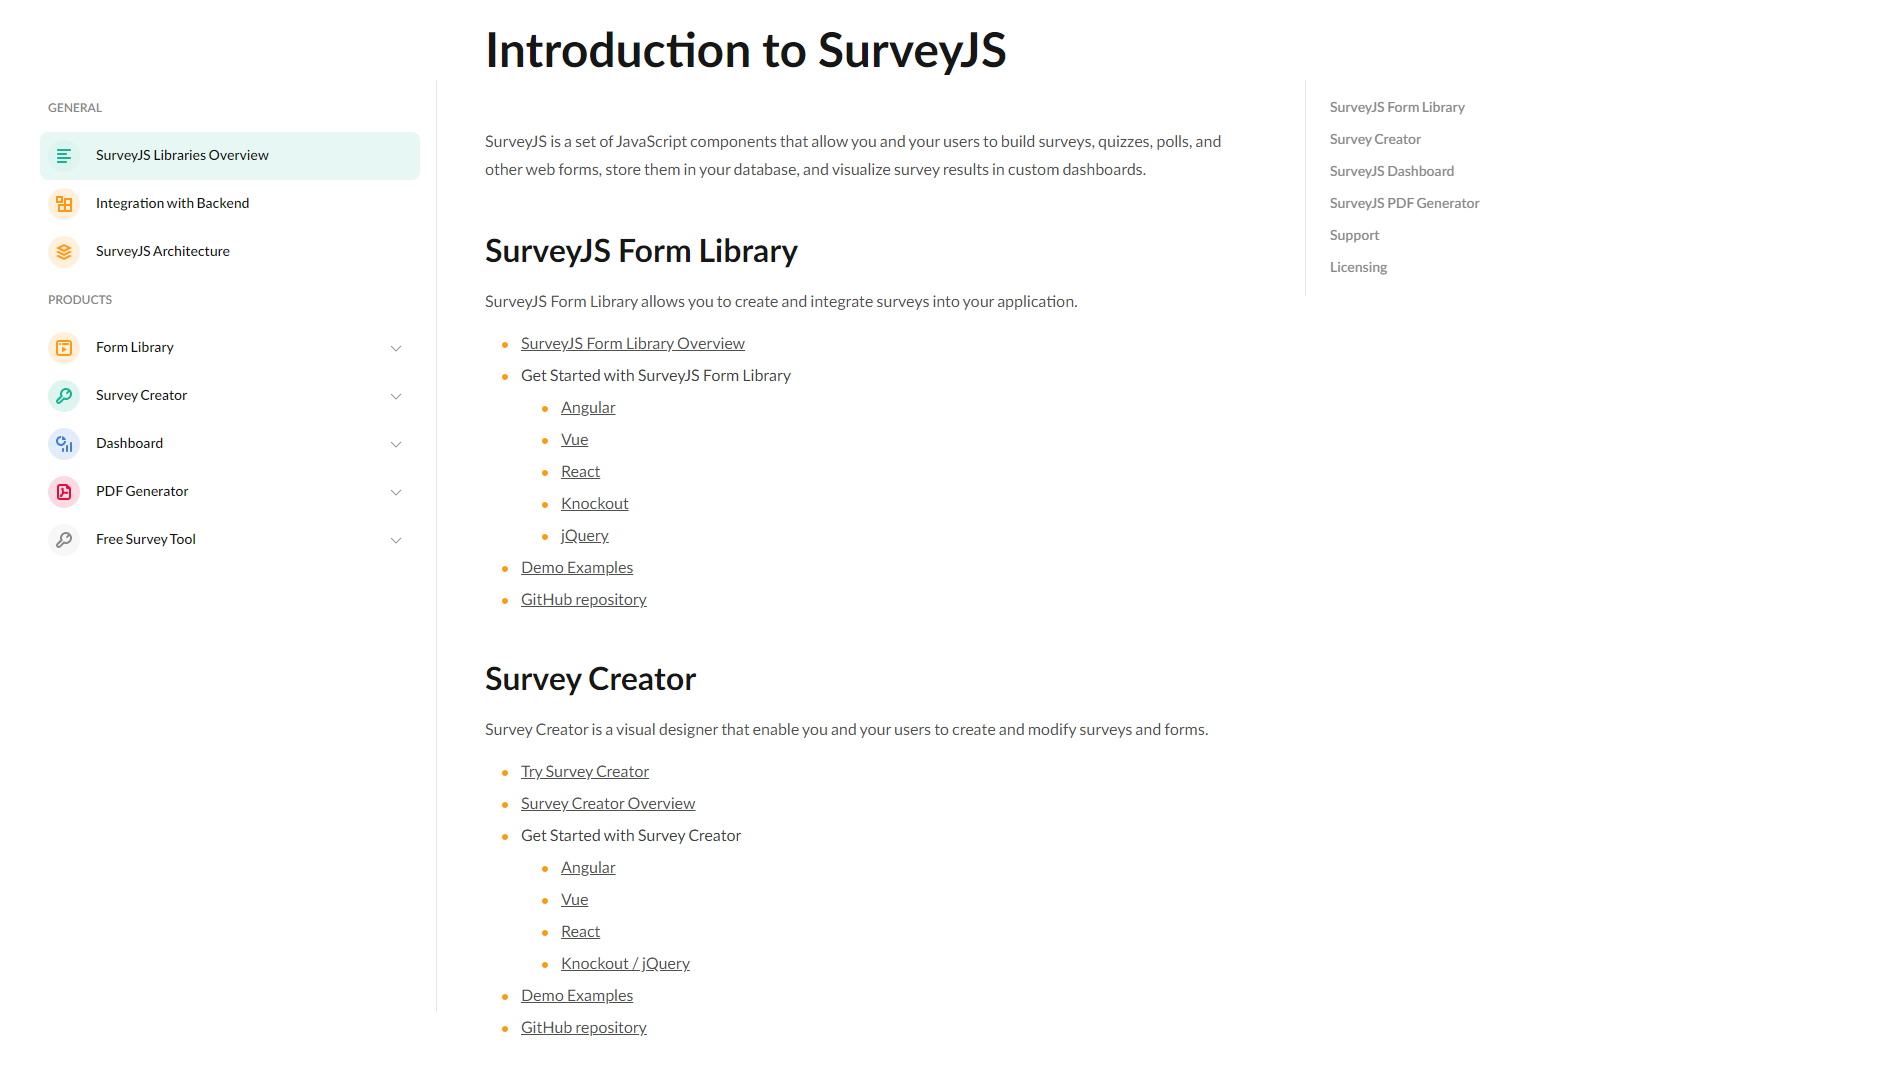 Introduction to SurveyJS
GENERAL
SurveyJS Libraries Overview
Integration with Backend
SurveyJS Architecture
PRODUCTS
Form Library
Survey Creator
Dashboard
PDF Generator
Free Survey Tool
SurveyJS is a set of JavaScript components that allow you and your users to build surveys, quizzes, polls, and
other web forms, store them in your database, and visualize survey results in custom dashboards.
SurveyJS Form Library
SurveyJS Form Library allows you to create and integrate surveys into your application.
SurveyJS Form Library Overview
Get Started with SurveyJS Form Library
Angular
Vue
React
Knockout
jQuery
Demo Examples
GitHub repository
Survey Creator
Survey Creator is a visual designer that enable you and your users to create and modify surveys and forms.
Try Survey Creator
Survey Creator Overview
Get Started with Survey Creator
Angular
Vue
React
Knockout / jQuery
Demo Examples
GitHub repository
SurveyJS Form Library
Survey Creator
SurveyJS Dashboard
SurveyJS PDF Generator
Support
Licensing